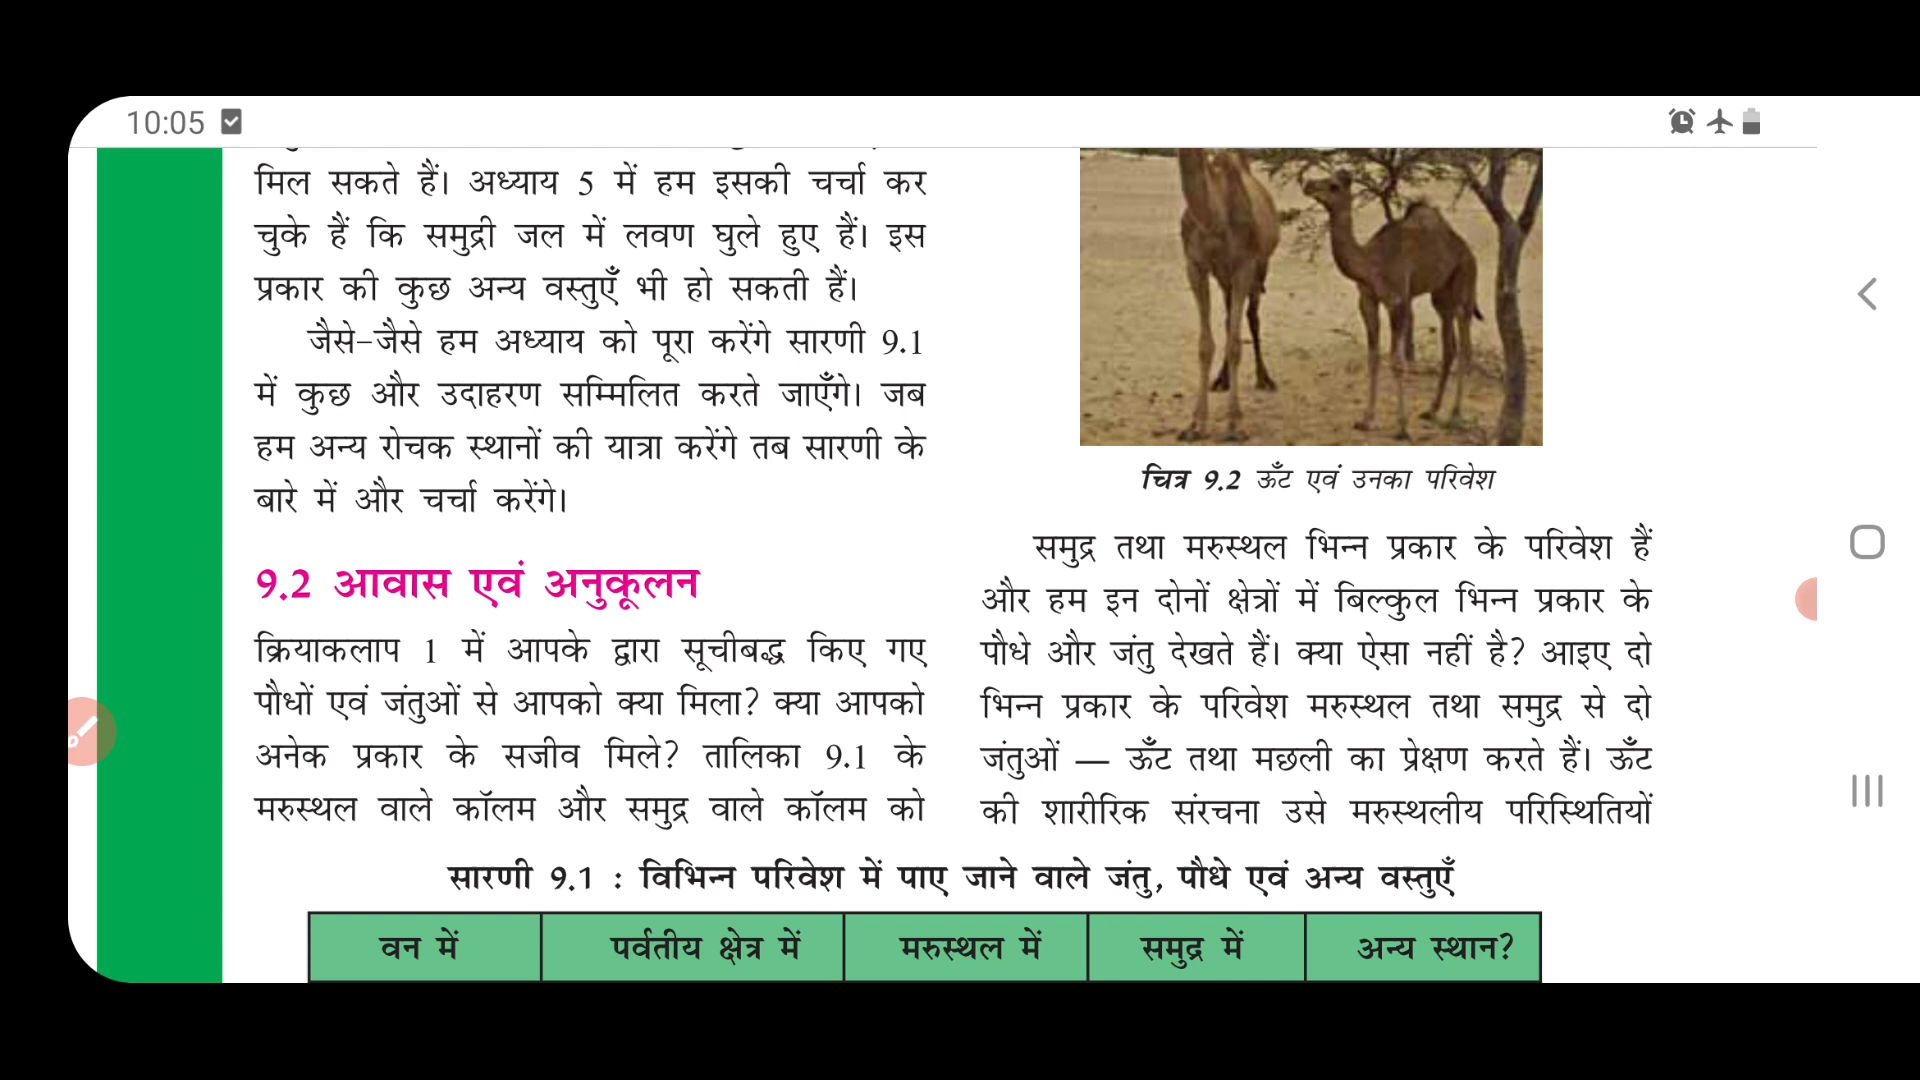 10:05
मिल सकते हैं। अध्याय 5 में हम इसकी चर्चा कर
चुके हैं कि समुद्री जल में लवण घुले हुए हैं। इस
प्रकार की कुछ अन्य वस्तुएँ भी हो सकती हैं।
जैसे-जैसे हम अध्याय को पूरा करेंगे सारणी 9.1
में कुछ और उदाहरण सम्मिलित करते जाएँगे। जब
हम अन्य रोचक स्थानों की यात्रा करेंगे तब सारणी के
बारे में और चर्चा करेंगे।
9.2 आवास एवं अनुकूलन
क्रियाकलाप 1 में आपके द्वारा सूचीबद्ध किए गए
पौधों एवं जंतुओं से आपको क्या मिला? क्या आपको
अनेक प्रकार के सजीव मिले? तालिका 9.1 के
मरुस्थल वाले कॉलम और समुद्र वाले कॉलम को
चित्र 9.2 ऊँट एवं उनका परिवेश
समुद्र तथा मरुस्थल भिन्न प्रकार के परिवेश हैं
और हम इन दोनों क्षेत्रों में बिल्कुल भिन्न प्रकार के
पौधे और जंतु देखते हैं। क्या ऐसा नहीं है? आइए दो
भिन्न प्रकार के परिवेश मरुस्थल तथा समुद्र से दो
जंतुओं — ऊँट तथा मछली का प्रेक्षण करते हैं। ऊँट
की शारीरिक संरचना उसे मरुस्थलीय परिस्थितियों
सारणी 9.1 : विभिन्न परिवेश में पाए जाने वाले जंतु, पौधे एवं अन्य वस्तुएँ
वन में पर्वतीय क्षेत्र में मरुस्थल में समुद्र में अन्य स्थान?